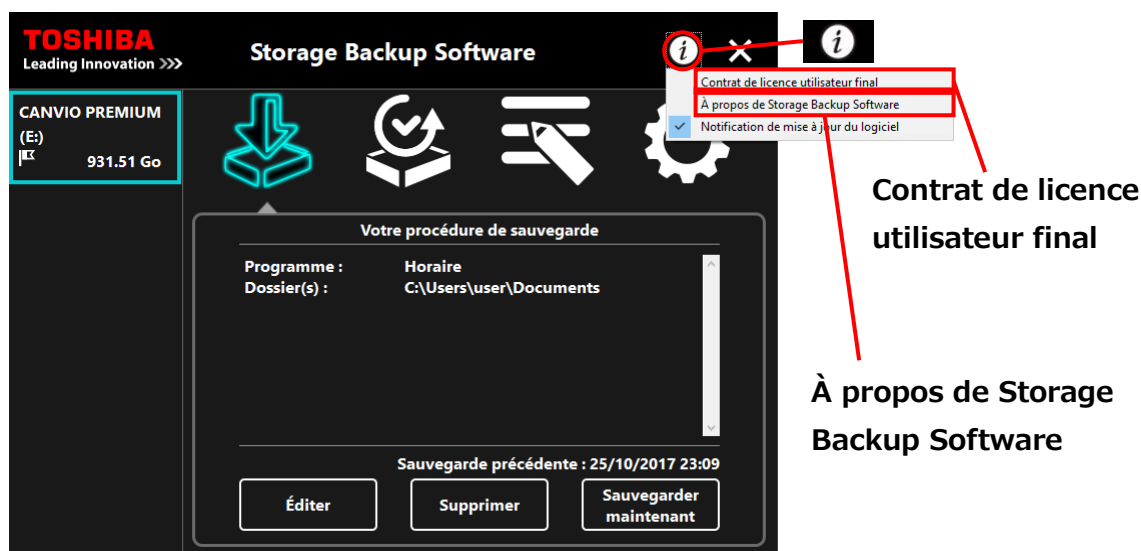 TOSHIBA
Leading Innovation >>>
Storage Backup Software
i
i
Contrat de licence utilisateur final
À propos de Storage Backup Software
Notification de mise à jour du logiciel
CANVIO PREMIUM
(E:)
931.51 Go
Contrat de licence
utilisateur final
Votre procédure de sauvegarde
Programme : Horaire
Dossier(s) : C:\Users\user\Documents
À propos de Storage
Backup Software
Sauvegarde précédente : 25/10/2017 23:09
Éditer
Supprimer
Sauvegarder
maintenant